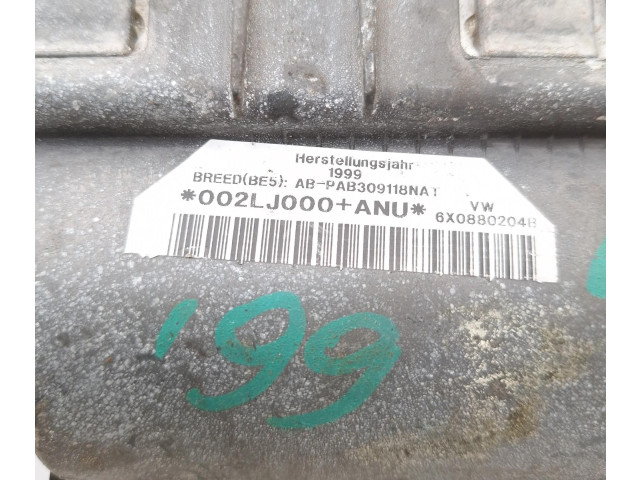 Herstellungsjahr
1999
BREED(BE5): AB-PAB309118NA1
VW
*002LJ000+ANU*
6X0880204B
'99